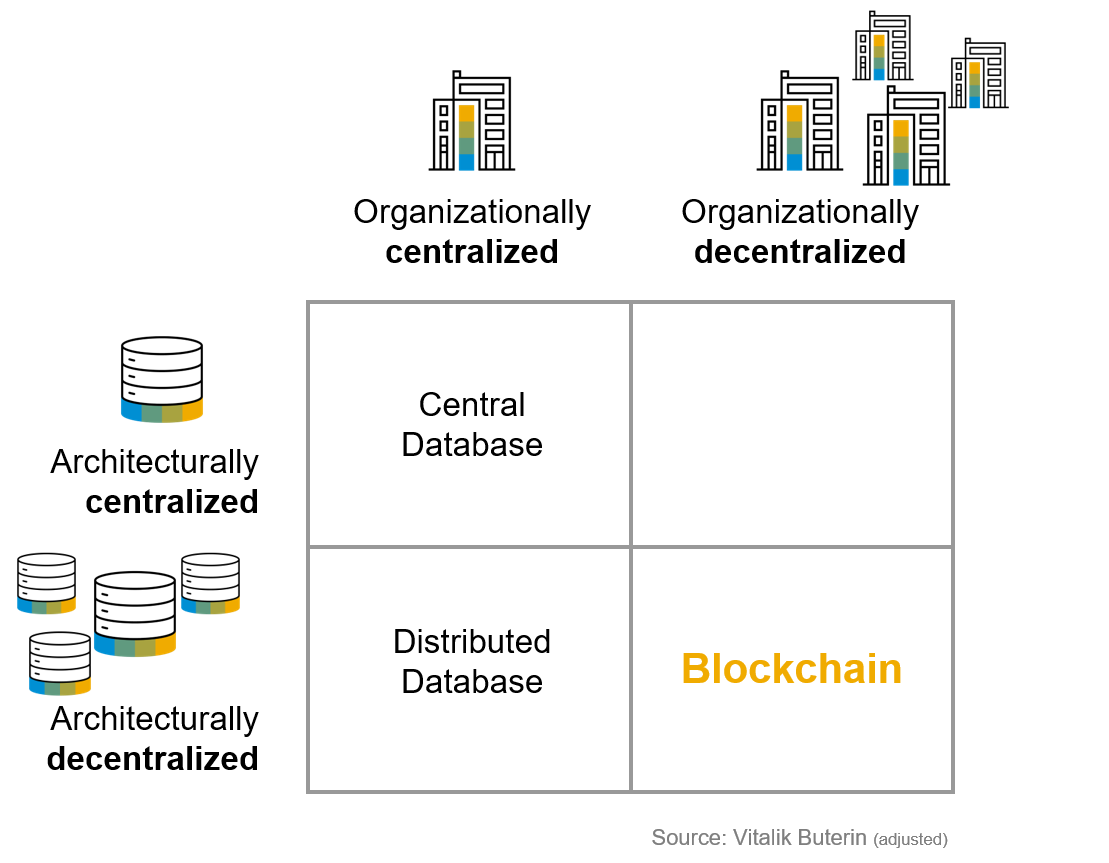 Organizationally
centralized
Organizationally
decentralized
Architecturally
centralized
Central
Database
Architecturally
decentralized
Distributed
Database
Blockchain
Source: Vitalik Buterin (adjusted)